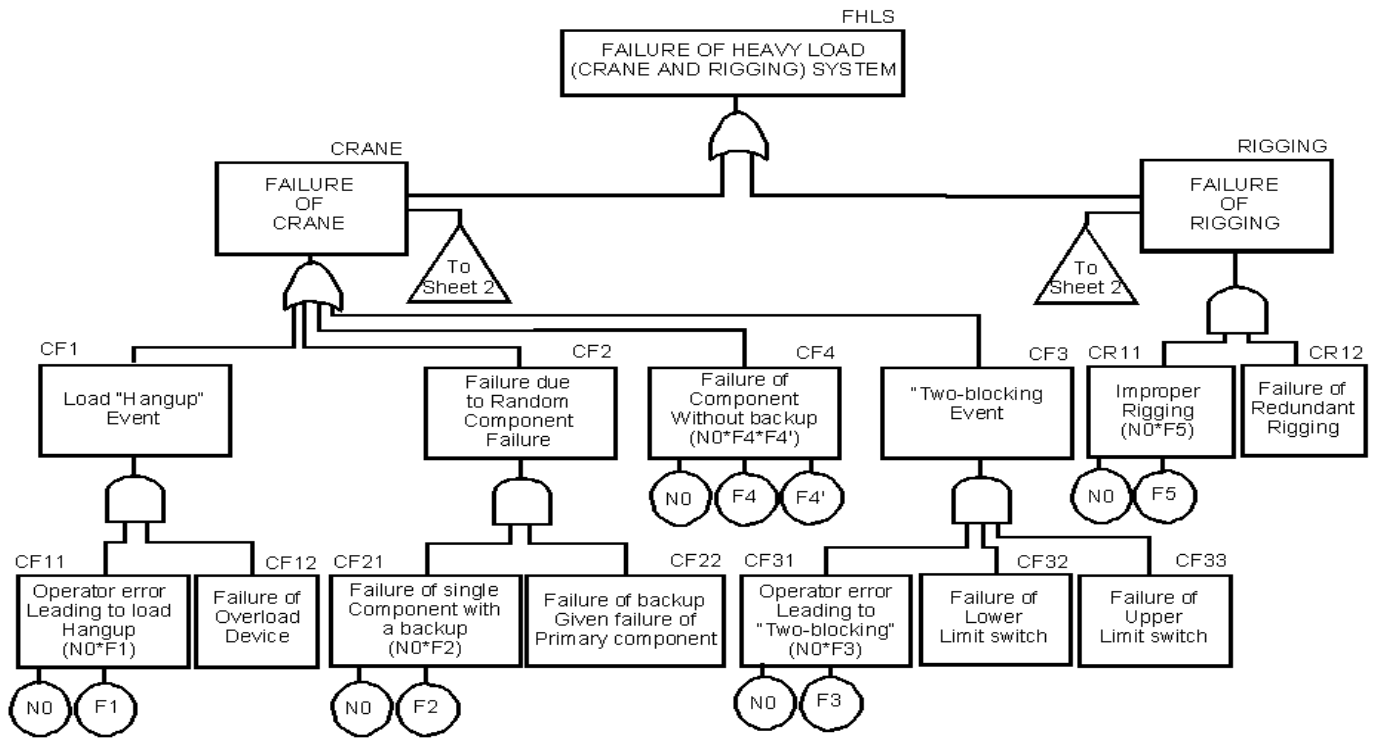 FHLS
FAILURE OF HEAVY LOAD
(CRANE AND RIGGING) SYSTEM
CRANE
FAILURE
OF
CRANE
To
Sheet 2
RIGGING
FAILURE
OF
RIGGING
To
Sheet 2
CF1
Load "Hangup"
Event
CF2
Failure due
to Random
Component
Failure
CF4
Failure of
Component
Without backup
(N0*F4*F4')
N0
F4
F4'
CF3
"Two-blocking
Event
CR11
Improper
Rigging
(N0*F5)
N0
F5
CR12
Failure of
Redundant
Rigging
CF11
Operator error
Leading to load
Hangup
(N0*F1)
N0
F1
CF12
Failure of
Overload
Device
CF21
Failure of single
Component with
a backup
(N0*F2)
N0
F2
CF22
Failure of backup
Given failure of
Primary component
CF31
Operator error
Leading to
"Two-blocking"
(N0*F3)
N0
F3
CF32
Failure of
Lower
Limit switch
CF33
Failure of
Upper
Limit switch